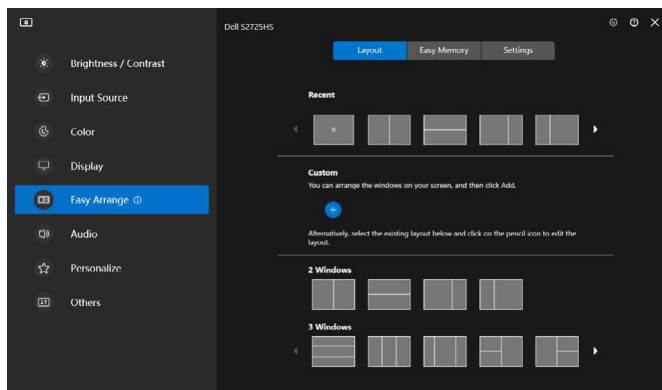 Dell S2725HS
Brightness / Contrast
Input Source
Color
Display
Easy Arrange
Audio
Personalize
Others
Layout
Easy Memory
Settings
Recent
Custom
You can arrange the windows on your screen, and then click Add.
Alternatively, select the existing layout below and click on the pencil icon to edit the
layout.
2 Windows
3 Windows